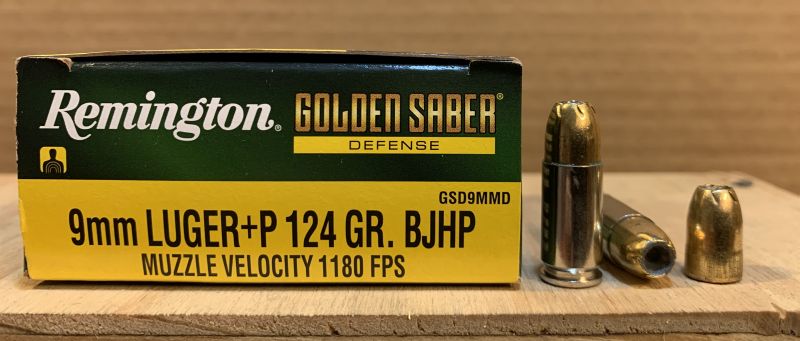 Remington®
GOLDEN SABER®
DEFENSE
GSD9MMD
9mm LUGER+P 124 GR. BJHP
MUZZLE VELOCITY 1180 FPS